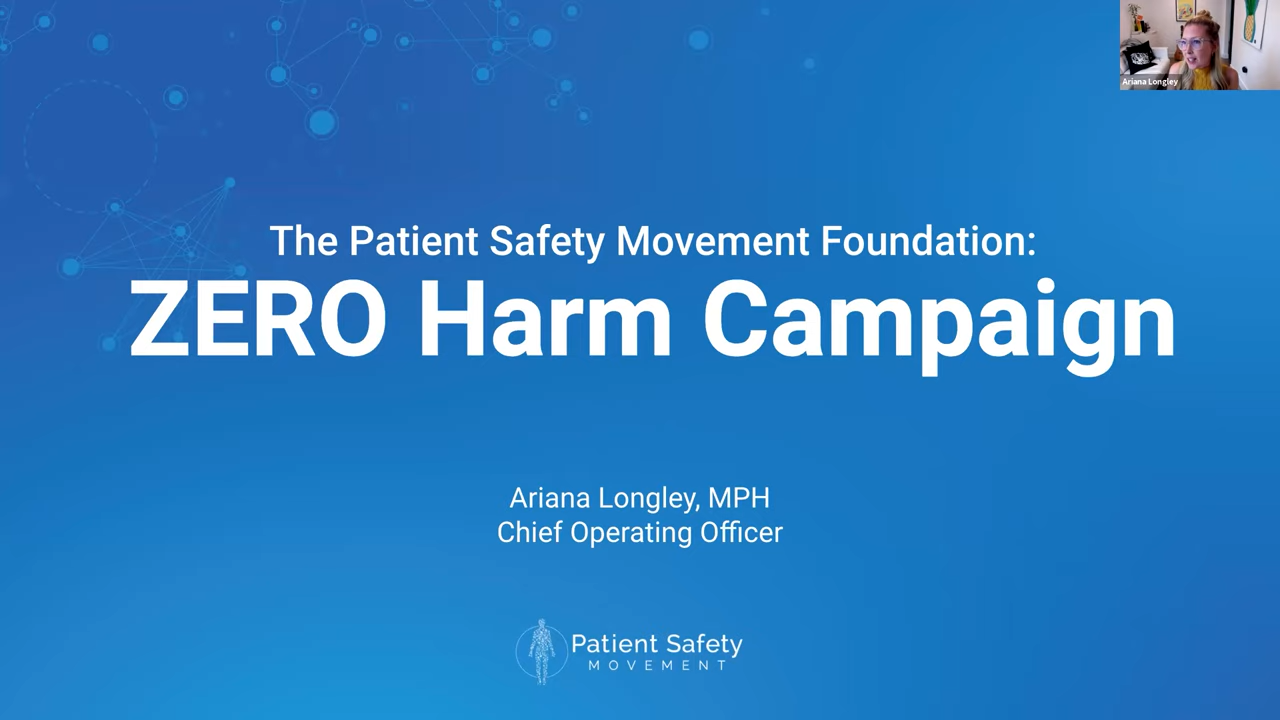 Ariana Longley
The Patient Safety Movement Foundation:
ZERO Harm Campaign
Ariana Longley, MPH
Chief Operating Officer
Patient Safety
MOVEMENT